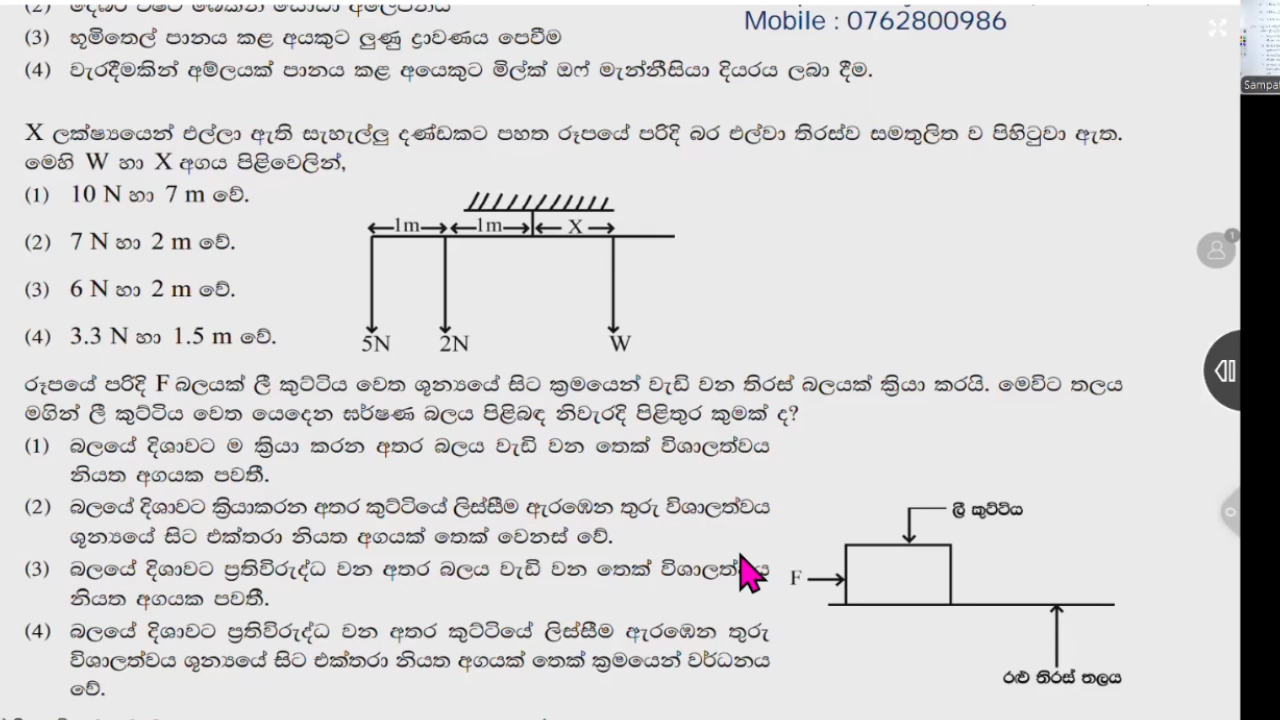 Mobile : 0762800986
(3) භූමිතෙල් පානය කළ අයකුට ලුණු ද්‍රාවණය පෙවීම
(4) වැරදීමකින් අම්ලයක් පානය කළ අයෙකුට මිල්ක් ඔෆ් මැන්නීසියා දියරය ලබා දීම.
Sampat
X ලක්ෂ්‍යයෙන් එල්ලා ඇති සැහැල්ලු දණ්ඩකට පහත රූපයේ පරිදි බර එල්වා තිරස්ව සමතුලිත ව පිහිටුවා ඇත.
මෙහි W හා X අගය පිළිවෙලින්,
(1) 10 N හා 7 m වේ.
(2) 7 N හා 2 m වේ.
(3) 6 N හා 2 m වේ.
(4) 3.3 N හා 1.5 m වේ.
1m 1m X
5N 2N W
රූපයේ පරිදි F බලයක් ලී කුට්ටිය වෙත ශූන්‍යයේ සිට ක්‍රමයෙන් වැඩි වන තිරස් බලයක් ක්‍රියා කරයි. මෙවිට තලය
මගින් ලී කුට්ටිය වෙත යෙදෙන ඝර්ෂණ බලය පිළිබඳ නිවැරදි පිළිතුර කුමක් ද?
(1) බලයේ දිශාවට ම ක්‍රියා කරන අතර බලය වැඩි වන තෙක් විශාලත්වය
නියත අගයක පවතී.
(2) බලයේ දිශාවට ක්‍රියාකරන අතර කුට්ටියේ ලිස්සීම ඇරඹෙන තුරු විශාලත්වය
ශූන්‍යයේ සිට එක්තරා නියත අගයක් තෙක් වෙනස් වේ.
(3) බලයේ දිශාවට ප්‍රතිවිරුද්ධ වන අතර බලය වැඩි වන තෙක් විශාලත්වය
නියත අගයක පවතී.
(4) බලයේ දිශාවට ප්‍රතිවිරුද්ධ වන අතර කුට්ටියේ ලිස්සීම ඇරඹෙන තුරු
විශාලත්වය ශූන්‍යයේ සිට එක්තරා නියත අගයක් තෙක් ක්‍රමයෙන් වර්ධනය
වේ.
ලී කුට්ටිය
F
රළු තිරස් තලය